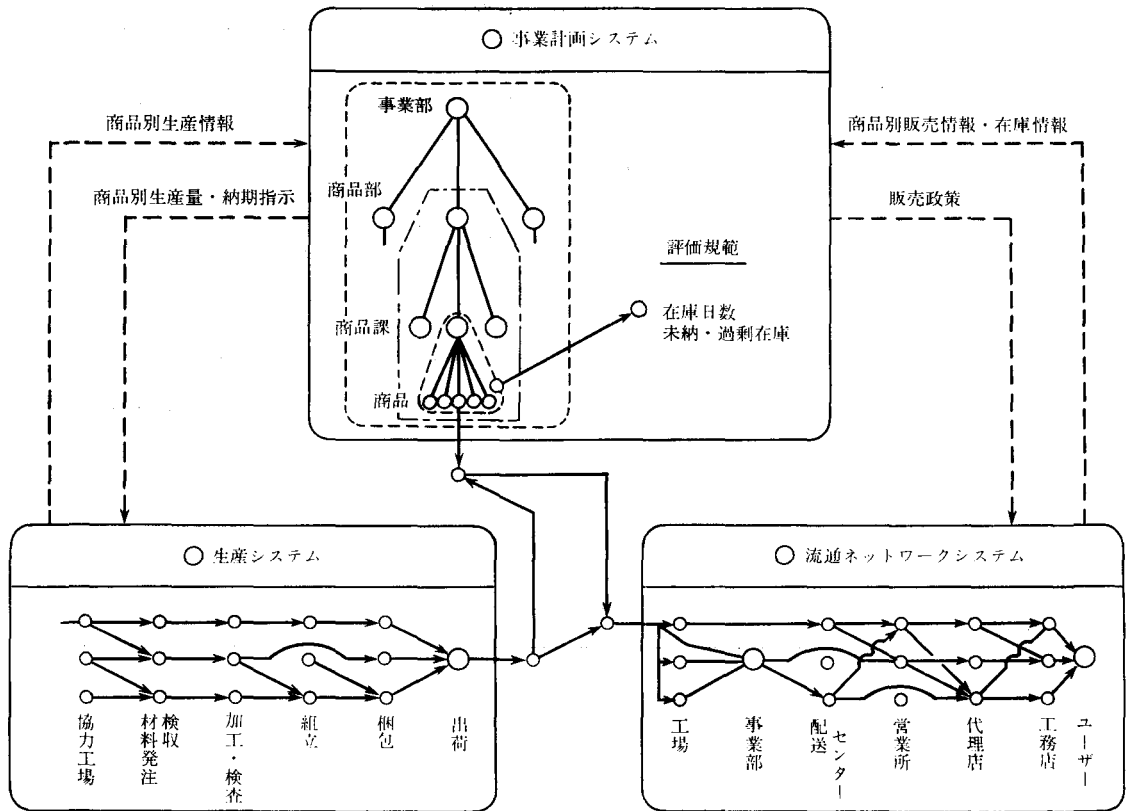 ○事業計画システム
事業部
商品部
商品課
商品
評価規範
在庫日数
未納・過剰在庫
商品別生産情報
商品別生産量・納期指示
商品別販売情報・在庫情報
販売政策
○生産システム
協力工場
材料発注
検収
加工・検査
組立
梱包
出荷
○流通ネットワークシステム
工場
事業部
配送
センター
営業所
代理店
工務店
ユーザー